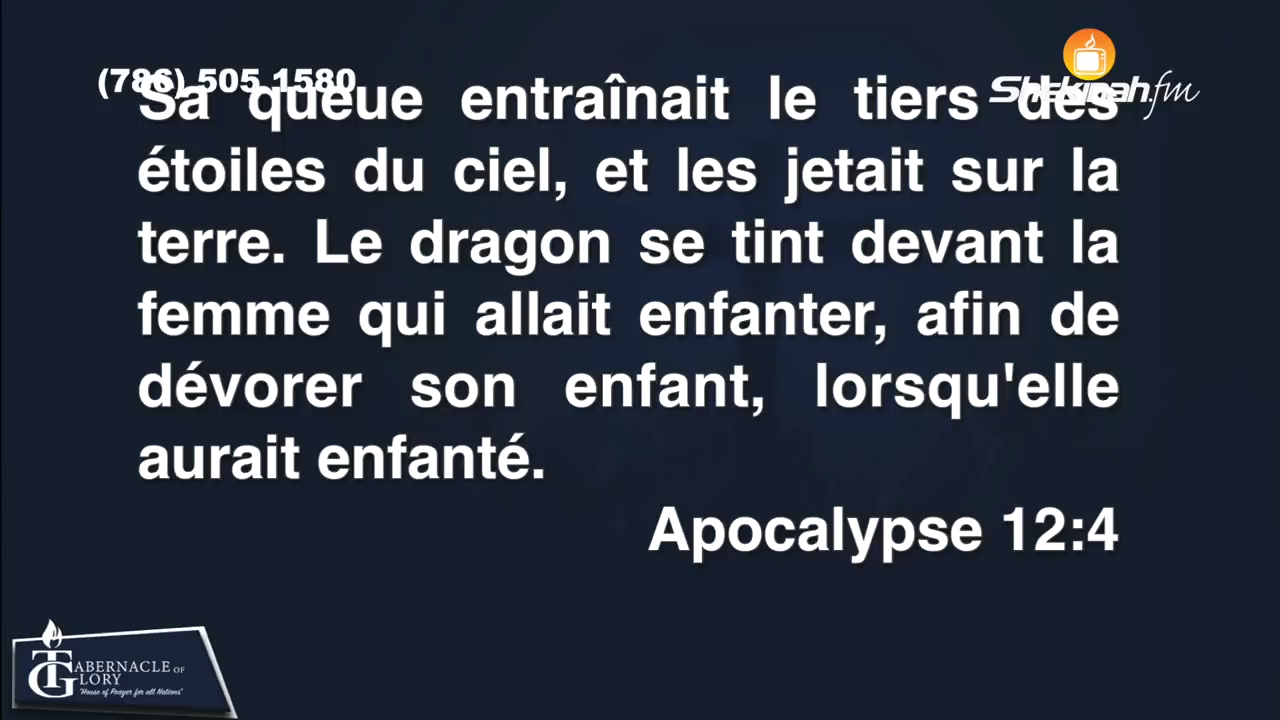 (786) 505 1580
Shekinah.fm
Sa queue entraînait le tiers des
étoiles du ciel, et les jetait sur la
terre. Le dragon se tint devant la
femme qui allait enfanter, afin de
dévorer son enfant, lorsqu'elle
aurait enfanté.
Apocalypse 12:4
TABERNACLE OF
GLORY
"House of Prayer for all Nations"